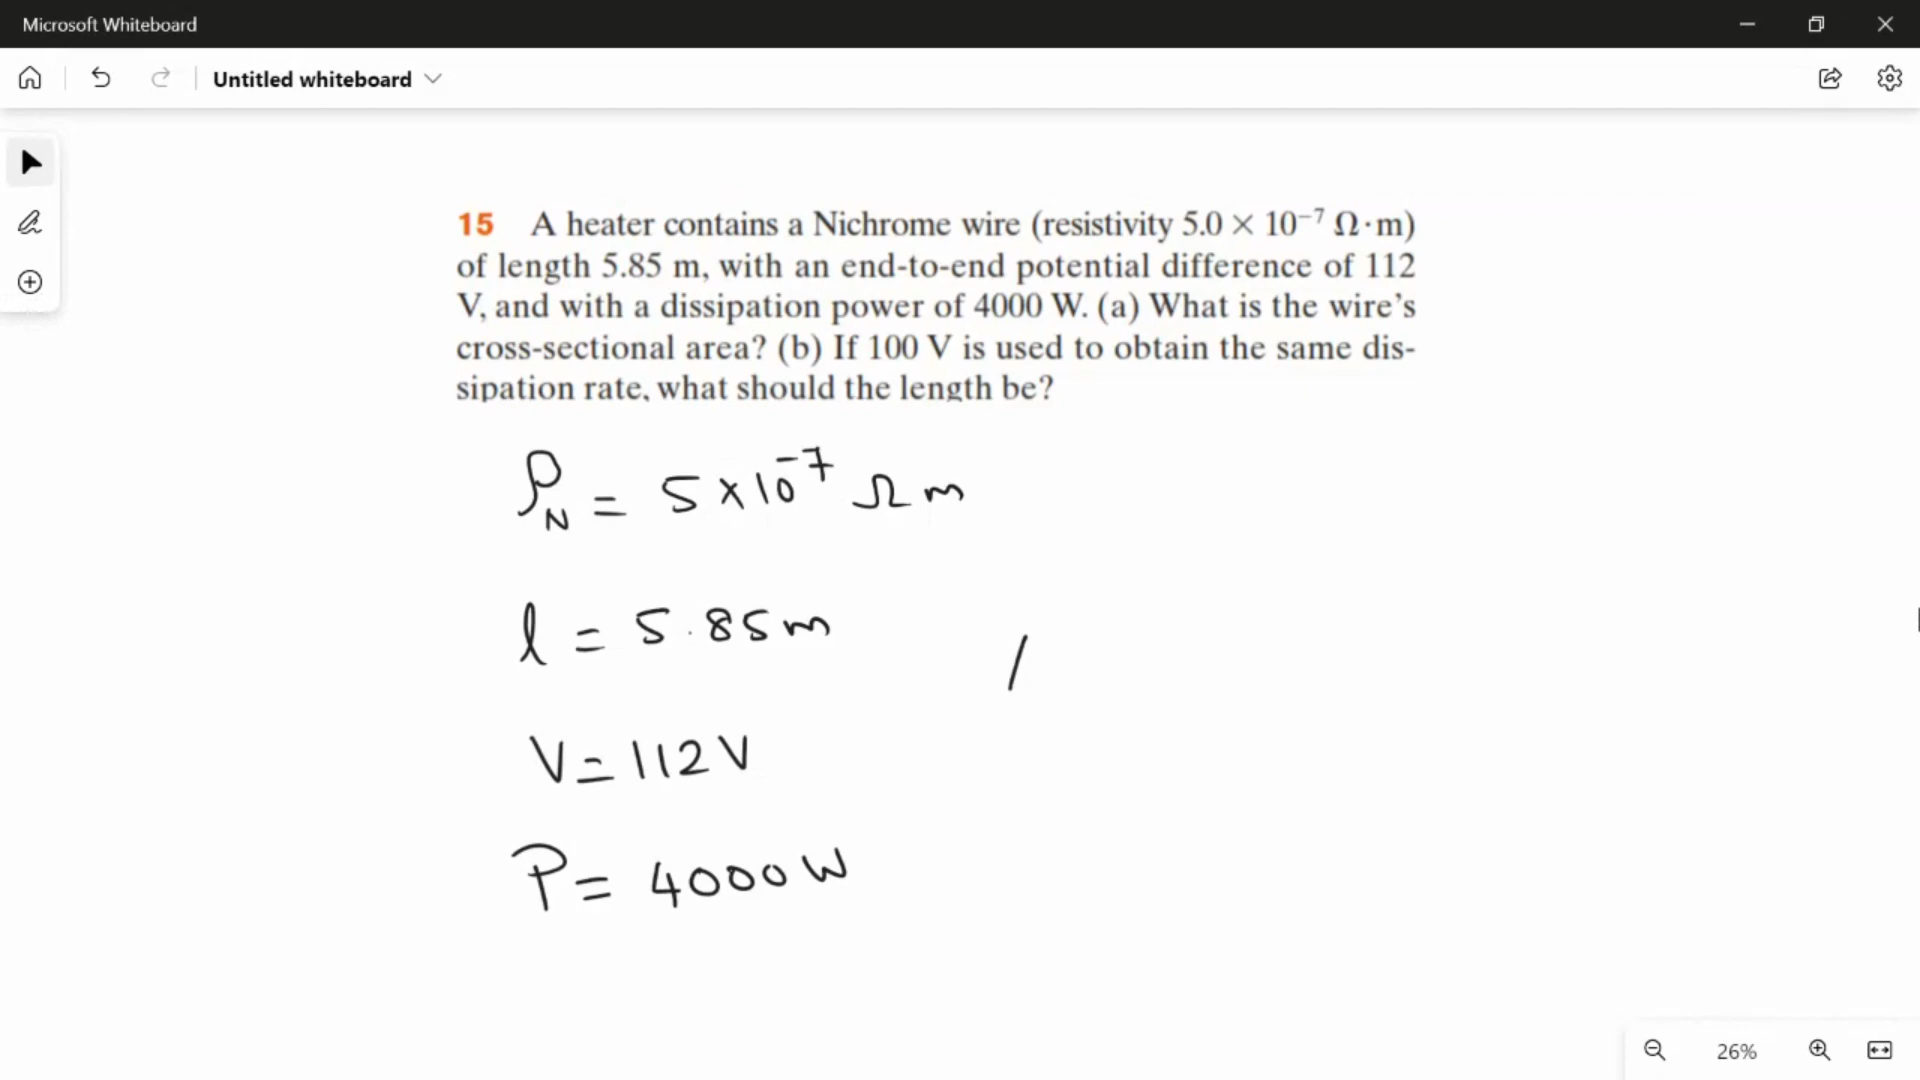 Microsoft Whiteboard
Untitled whiteboard
15 A heater contains a Nichrome wire (resistivity 5.0 × 10⁻⁷ Ω·m)
of length 5.85 m, with an end-to-end potential difference of 112
V, and with a dissipation power of 4000 W. (a) What is the wire’s
cross-sectional area? (b) If 100 V is used to obtain the same dis-
sipation rate, what should the length be?
ρ_N = 5×10⁻⁷ Ωm
l = 5.85m
/
V=112V
P= 4000W
26%